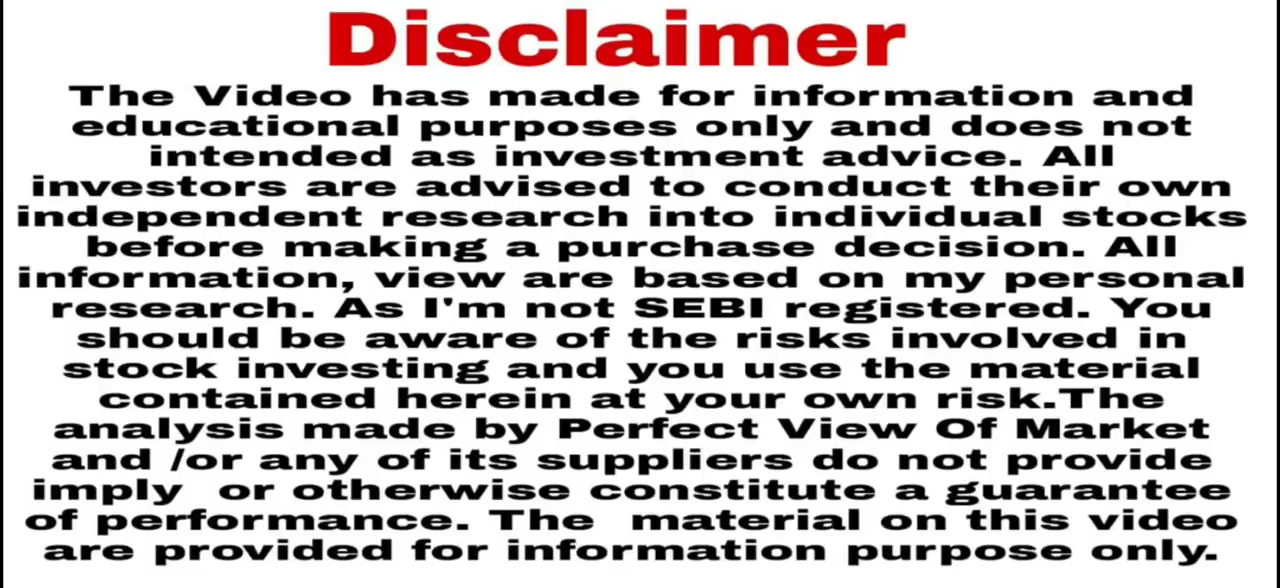 Disclaimer
The Video has made for information and
educational purposes only and does not
intended as investment advice. All
investors are advised to conduct their own
independent research into individual stocks
before making a purchase decision. All
information, view are based on my personal
research. As I'm not SEBI registered. You
should be aware of the risks involved in
stock investing and you use the material
contained herein at your own risk.The
analysis made by Perfect View Of Market
and /or any of its suppliers do not provide
imply  or otherwise constitute a guarantee
of performance. The  material on this video
are provided for information purpose only.